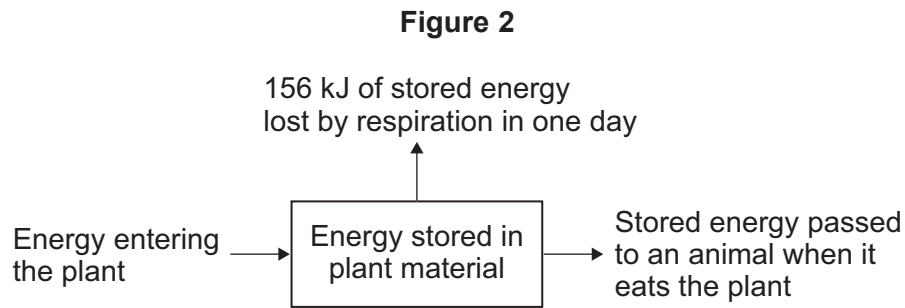 Figure 2
156 kJ of stored energy
lost by respiration in one day
Energy entering
the plant
Energy stored in
plant material
Stored energy passed
to an animal when it
eats the plant